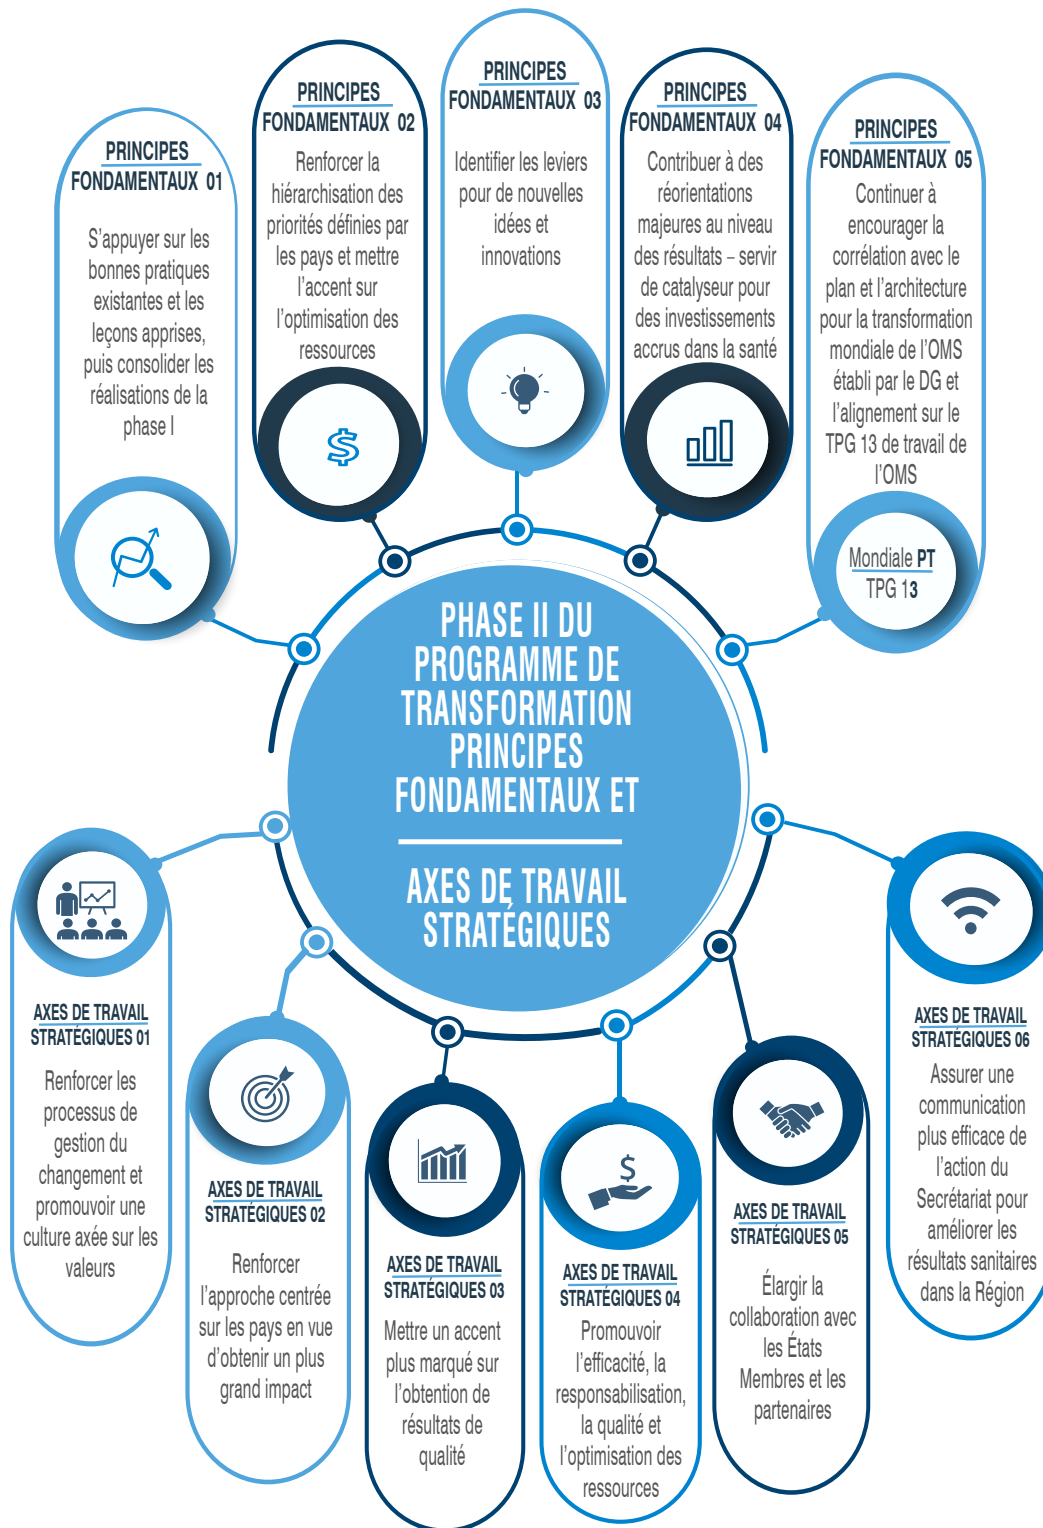 PRINCIPES
FONDAMENTAUX 01
S’appuyer sur les
bonnes pratiques
existantes et les
leçons apprises,
puis consolider les
réalisations de la
phase I
PRINCIPES
FONDAMENTAUX 02
Renforcer la
hiérarchisation des
priorités définies par
les pays et mettre
l’accent sur
l’optimisation des
ressources
$
PRINCIPES
FONDAMENTAUX 03
Identifier les leviers
pour de nouvelles
idées et
innovations
PRINCIPES
FONDAMENTAUX 04
Contribuer à des
réorientations
majeures au niveau
des résultats – servir
de catalyseur pour
des investissements
accrus dans la santé
PRINCIPES
FONDAMENTAUX 05
Continuer à
encourager la
corrélation avec le
plan et l’architecture
pour la transformation
mondiale de l’OMS
établi par le DG et
l’alignement sur le
TPG 13 de travail de
l’OMS
Mondiale PT
TPG 13
PHASE II DU
PROGRAMME DE
TRANSFORMATION
PRINCIPES
FONDAMENTAUX ET
AXES DE TRAVAIL
STRATÉGIQUES
AXES DE TRAVAIL
STRATÉGIQUES 01
Renforcer les
processus de
gestion du
changement et
promouvoir une
culture axée sur les
valeurs
AXES DE TRAVAIL
STRATÉGIQUES 02
Renforcer
l’approche centrée
sur les pays en vue
d’obtenir un plus
grand impact
AXES DE TRAVAIL
STRATÉGIQUES 03
Mettre un accent
plus marqué sur
l’obtention de
résultats de
qualité
$
AXES DE TRAVAIL
STRATÉGIQUES 04
Promouvoir
l’efficacité, la
responsabilisation,
la qualité et
l’optimisation des
ressources
AXES DE TRAVAIL
STRATÉGIQUES 05
Élargir la
collaboration avec
les États
Membres et les
partenaires
AXES DE TRAVAIL
STRATÉGIQUES 06
Assurer une
communication
plus efficace de
l’action du
Secrétariat pour
améliorer les
résultats sanitaires
dans la Région